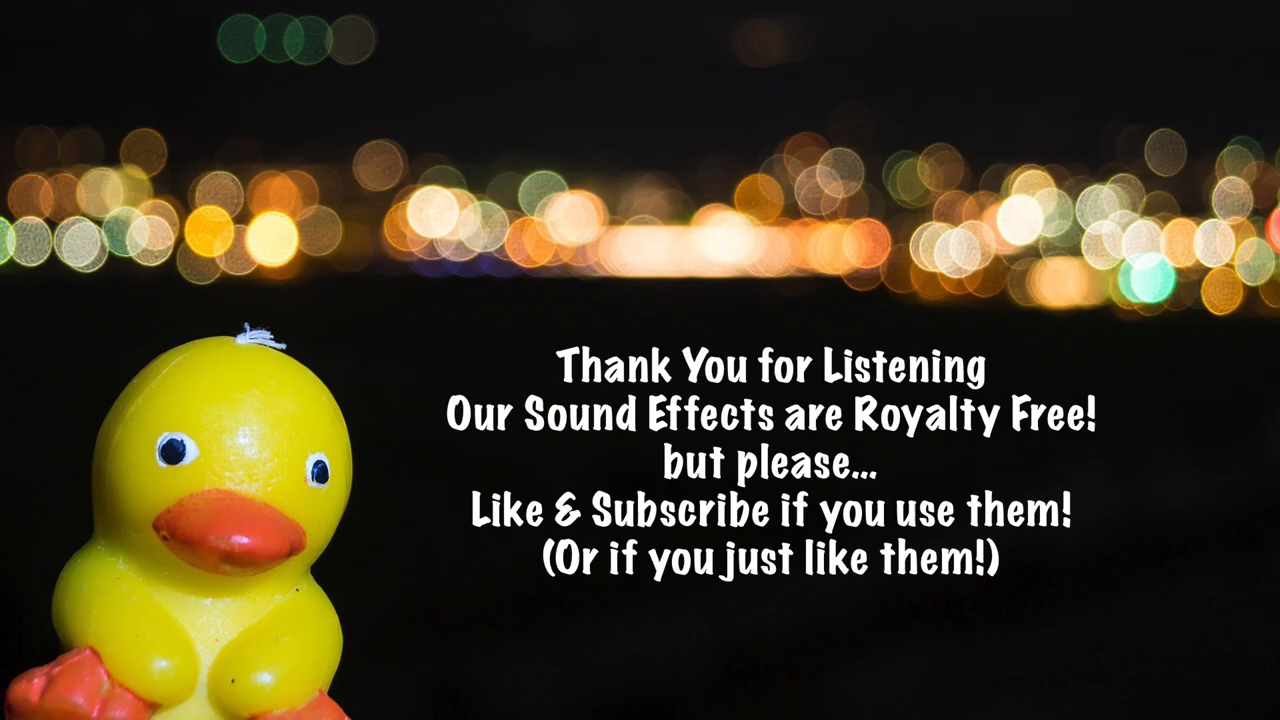 Thank You for Listening
Our Sound Effects are Royalty Free!
but please...
Like & Subscribe if you use them!
(Or if you just like them!)